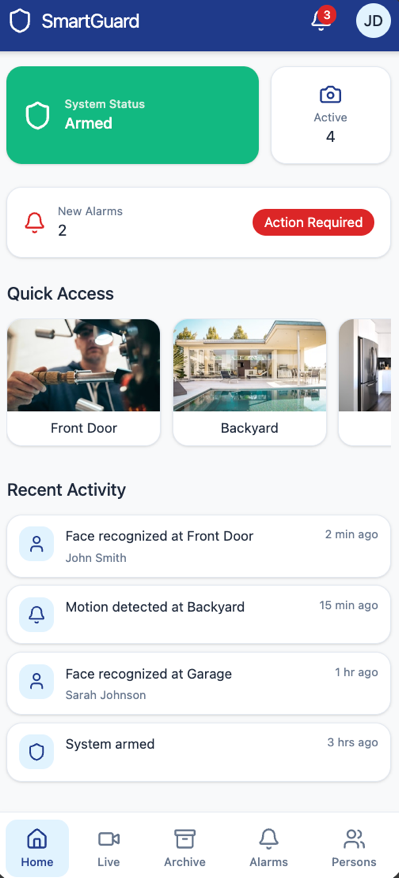 SmartGuard
3
JD
System Status
Armed
Active
4
New Alarms
2
Action Required
Quick Access
Front Door
Backyard
Recent Activity
Face recognized at Front Door
2 min ago
John Smith
Motion detected at Backyard
15 min ago
Face recognized at Garage
1 hr ago
Sarah Johnson
System armed
3 hrs ago
Home
Live
Archive
Alarms
Persons